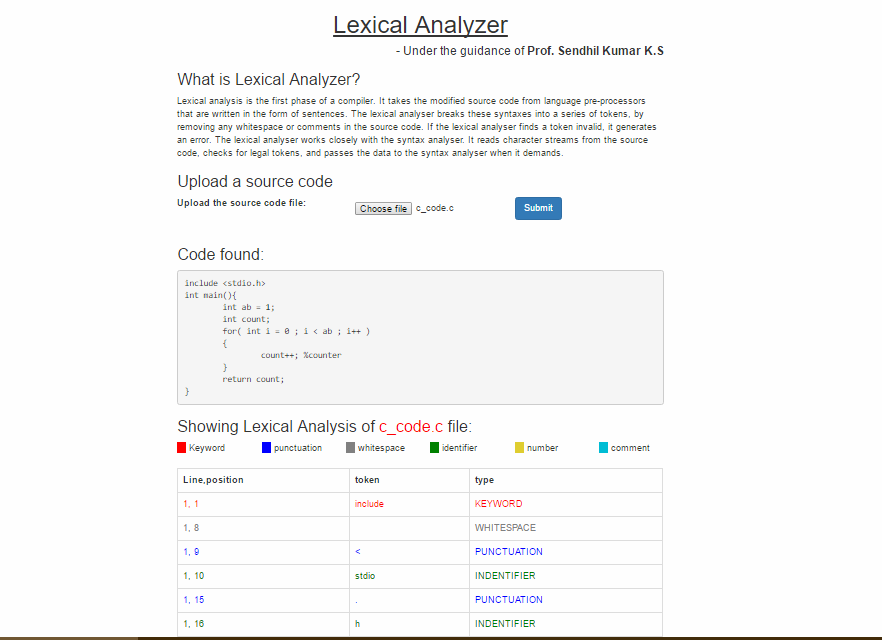 Lexical Analyzer
- Under the guidance of Prof. Sendhil Kumar K.S
What is Lexical Analyzer?
Lexical analysis is the first phase of a compiler. It takes the modified source code from language pre-processors
that are written in the form of sentences. The lexical analyser breaks these syntaxes into a series of tokens, by
removing any whitespace or comments in the source code. If the lexical analyser finds a token invalid, it generates
an error. The lexical analyser works closely with the syntax analyser. It reads character streams from the source
code, checks for legal tokens, and passes the data to the syntax analyser when it demands.
Upload a source code
Upload the source code file: Choose file c_code.c Submit
Code found:
include <stdio.h>
int main(){
int ab = 1;
int count;
for( int i = 0 ; i < ab ; i++ )
{
count++; %counter
}
return count;
}
Showing Lexical Analysis of c_code.c file:
Keyword punctuation whitespace identifier number comment
Line,position token type
1, 1 include KEYWORD
1, 8 WHITESPACE
1, 9 < PUNCTUATION
1, 10 stdio INDENTIFIER
1, 15 . PUNCTUATION
1, 16 h INDENTIFIER